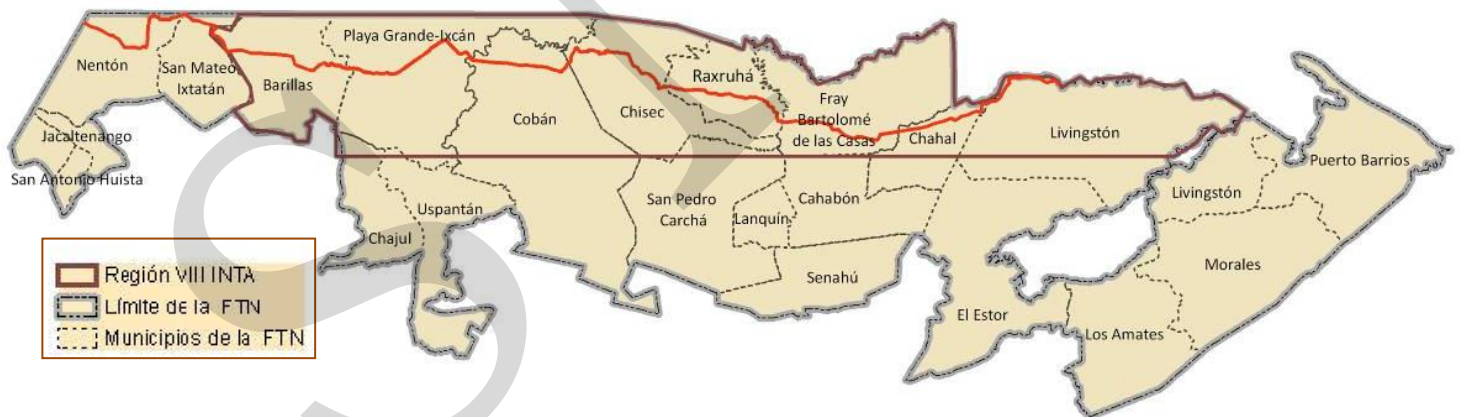 Playa Grande-Ixcán
Nentón
San Mateo
Ixtatán
Barillas
Raxruhá
Cobán
Chisec
Fray
Bartolomé
de las Casas
Chahal
Livingstón
Jacaltenango
San Antonio Huista
Puerto Barrios
Livingstón
San Pedro
Carchá
Lanquín
Cahabón
Uspantán
Chajul
Senahú
Morales
El Estor
Los Amates
Región VIII INTA
Límite de la FTN
Municipios de la FTN